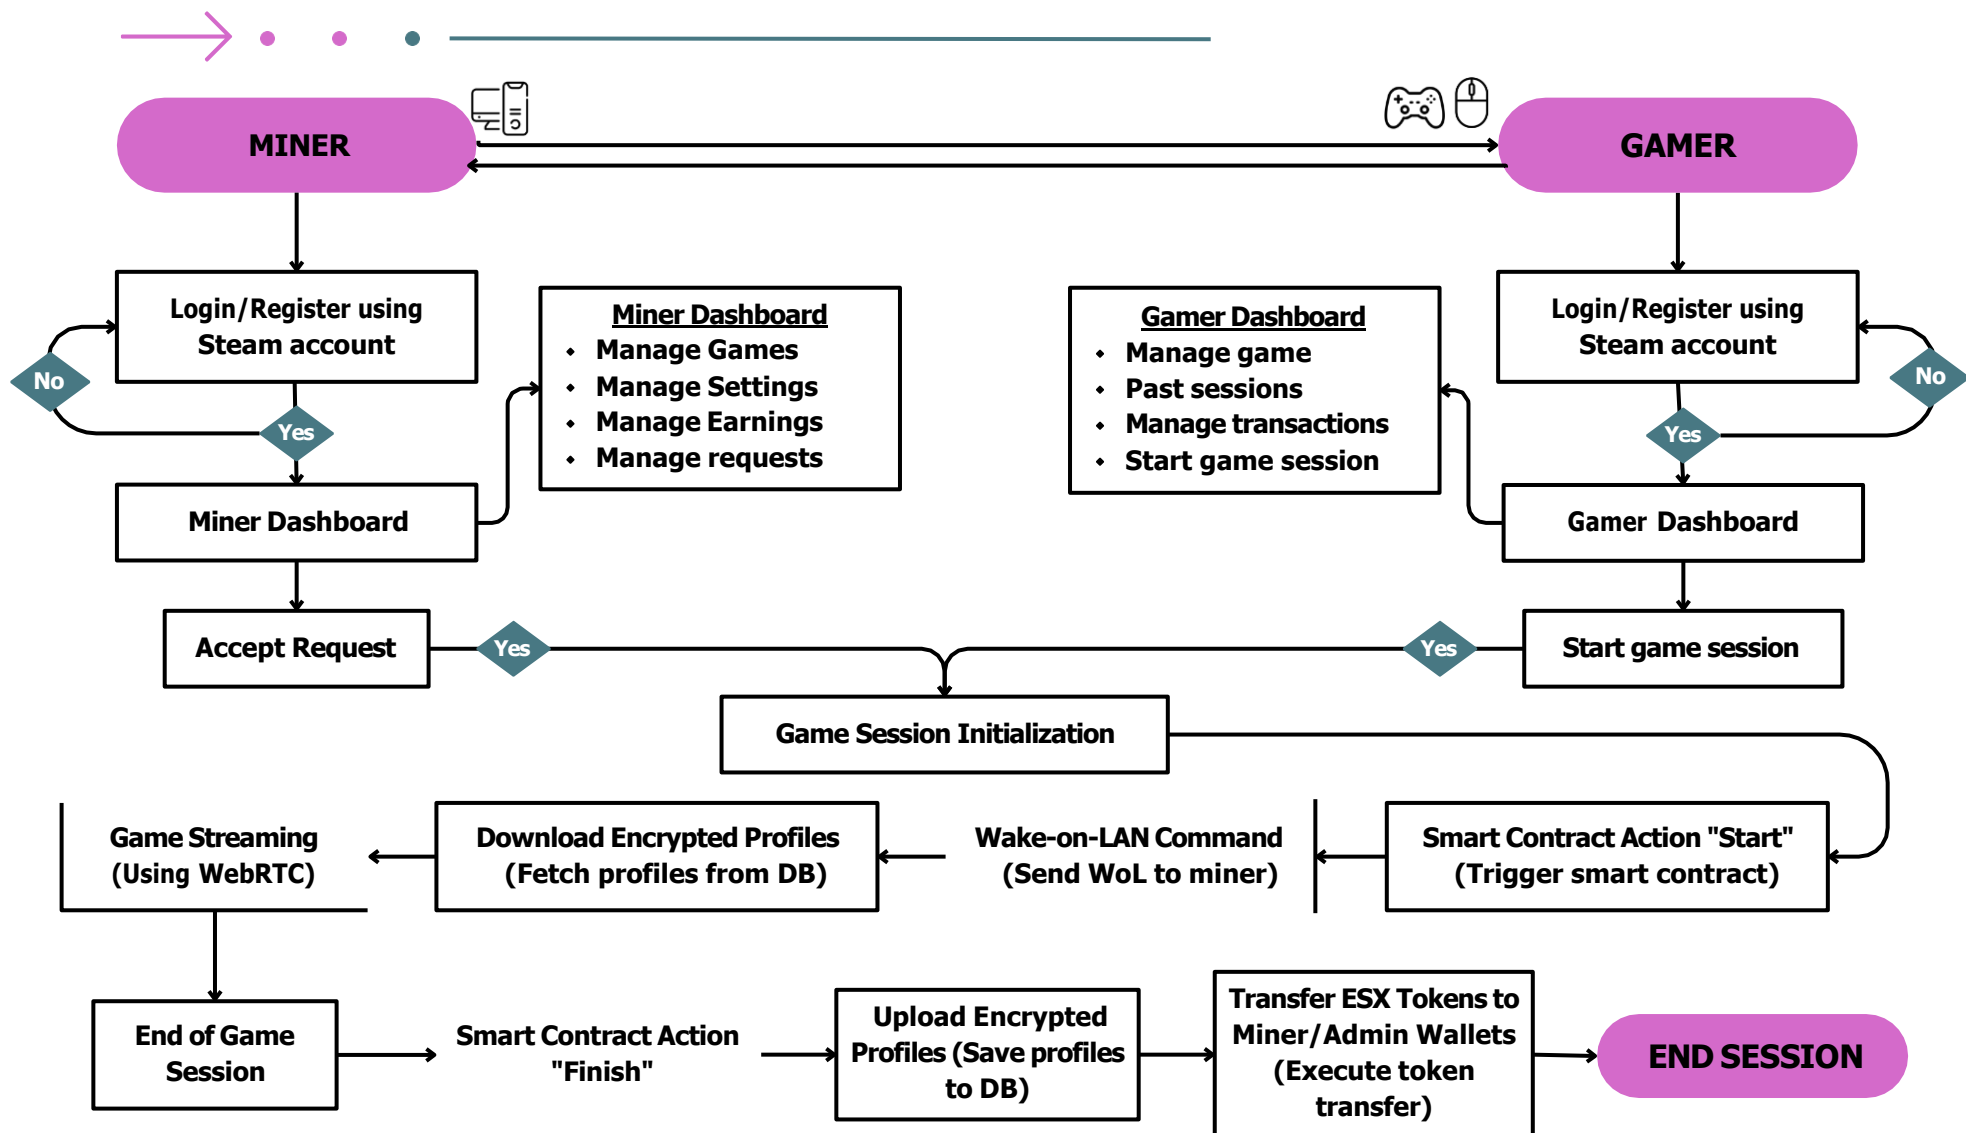 MINER
GAMER
Login/Register using
Steam account
No
Yes
Miner Dashboard
Manage Games
Manage Settings
Manage Earnings
Manage requests
Gamer Dashboard
Manage game
Past sessions
Manage transactions
Start game session
Login/Register using
Steam account
No
Yes
Miner Dashboard
Gamer Dashboard
Accept Request
Yes
Yes
Start game session
Game Session Initialization
Game Streaming
(Using WebRTC)
Download Encrypted Profiles
(Fetch profiles from DB)
Wake-on-LAN Command
(Send WoL to miner)
Smart Contract Action "Start"
(Trigger smart contract)
End of Game
Session
Smart Contract Action
"Finish"
Upload Encrypted
Profiles (Save profiles
to DB)
Transfer ESX Tokens to
Miner/Admin Wallets
(Execute token
transfer)
END SESSION